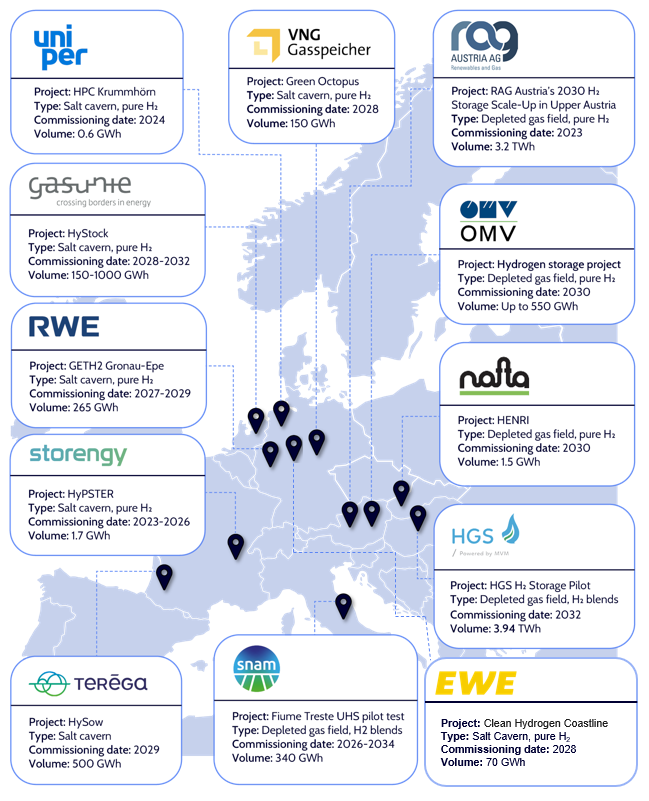 uni
per
Project: HPC Krummhörn
Type: Salt cavern, pure H₂
Commissioning date: 2024
Volume: 0.6 GWh
VNG
Gasspeicher
Project: Green Octopus
Type: Salt cavern, pure H₂
Commissioning date: 2028
Volume: 150 GWh
rag
AUSTRIA AG
Renewables and Gas
Project: RAG Austria's 2030 H₂
Storage Scale-Up in Upper Austria
Type: Depleted gas field, pure H₂
Commissioning date: 2023
Volume: 3.2 TWh
gasunie
crossing borders in energy
Project: HyStock
Type: Salt cavern, pure H₂
Commissioning date: 2028-2032
Volume: 150-1000 GWh
OMV
OMV
Project: Hydrogen storage project
Type: Depleted gas field, pure H₂
Commissioning date: 2030
Volume: Up to 550 GWh
RWE
Project: GETH2 Gronau-Epe
Type: Salt cavern, pure H₂
Commissioning date: 2027-2029
Volume: 265 GWh
nafta
Project: HENRI
Type: Depleted gas field, pure H₂
Commissioning date: 2030
Volume: 1.5 GWh
storengy
Project: HyPSTER
Type: Salt cavern, pure H₂
Commissioning date: 2023-2026
Volume: 1.7 GWh
HGS
/ Powered by MVM
Project: HGS H₂ Storage Pilot
Type: Depleted gas field, H₂ blends
Commissioning date: 2032
Volume: 3.94 TWh
TERĒGA
Project: HySow
Type: Salt cavern
Commissioning date: 2029
Volume: 500 GWh
snam
Project: Fiume Treste UHS pilot test
Type: Depleted gas field, H2 blends
Commissioning date: 2026-2034
Volume: 340 GWh
EWE
Project: Clean Hydrogen Coastline
Type: Salt Cavern, pure H₂
Commissioning date: 2028
Volume: 70 GWh